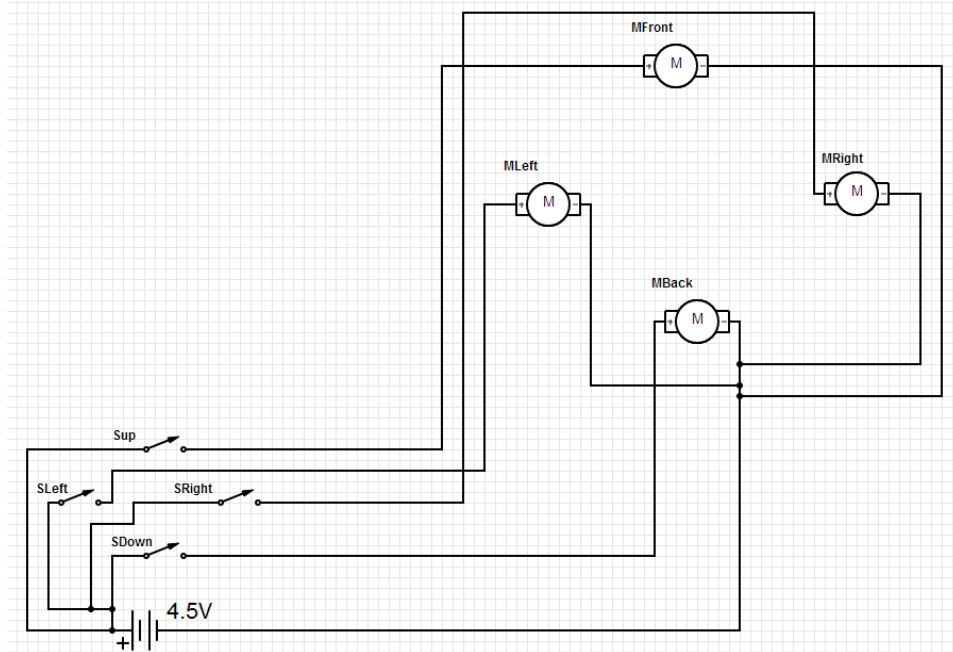 MFront
M
+
-
MRight
M
+
-
MLeft
M
+
-
MBack
M
+
-
Sup
SLeft
SRight
SDown
4.5V
+